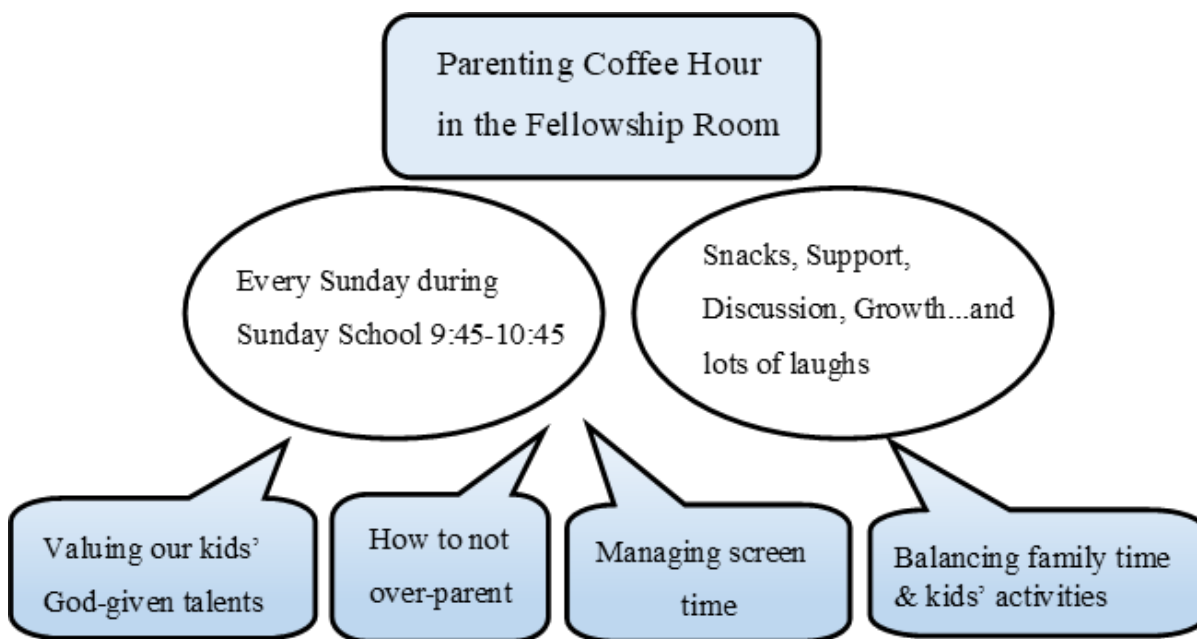 Parenting Coffee Hour
in the Fellowship Room
Every Sunday during
Sunday School 9:45-10:45
Snacks, Support,
Discussion, Growth...and
lots of laughs
Valuing our kids’
God-given talents
How to not
over-parent
Managing screen
time
Balancing family time
& kids’ activities